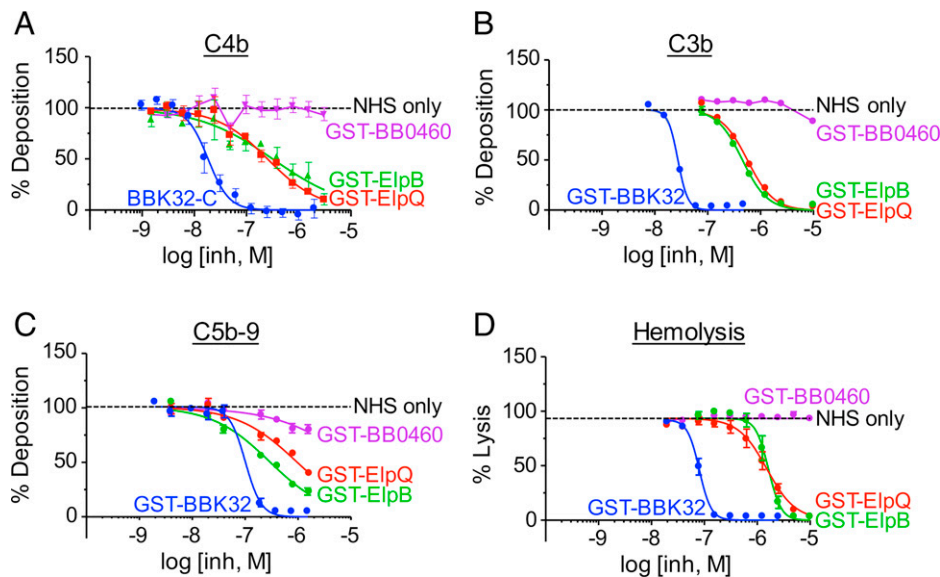 A
C4b
% Deposition
150
100
50
0
NHS only
GST-BB0460
GST-ElpB
GST-ElpQ
BBK32-C
-9 -8 -7 -6 -5
log [inh, M]
B
C3b
% Deposition
150
100
50
0
NHS only
GST-BB0460
GST-BBK32
GST-ElpB
GST-ElpQ
-9 -8 -7 -6 -5
log [inh, M]
C
C5b-9
% Deposition
150
100
50
0
NHS only
GST-BB0460
GST-ElpQ
GST-ElpB
GST-BBK32
-9 -8 -7 -6 -5
log [inh, M]
D
Hemolysis
% Lysis
150
100
50
0
GST-BB0460
NHS only
GST-BBK32
GST-ElpQ
GST-ElpB
-9 -8 -7 -6 -5
log [inh, M]